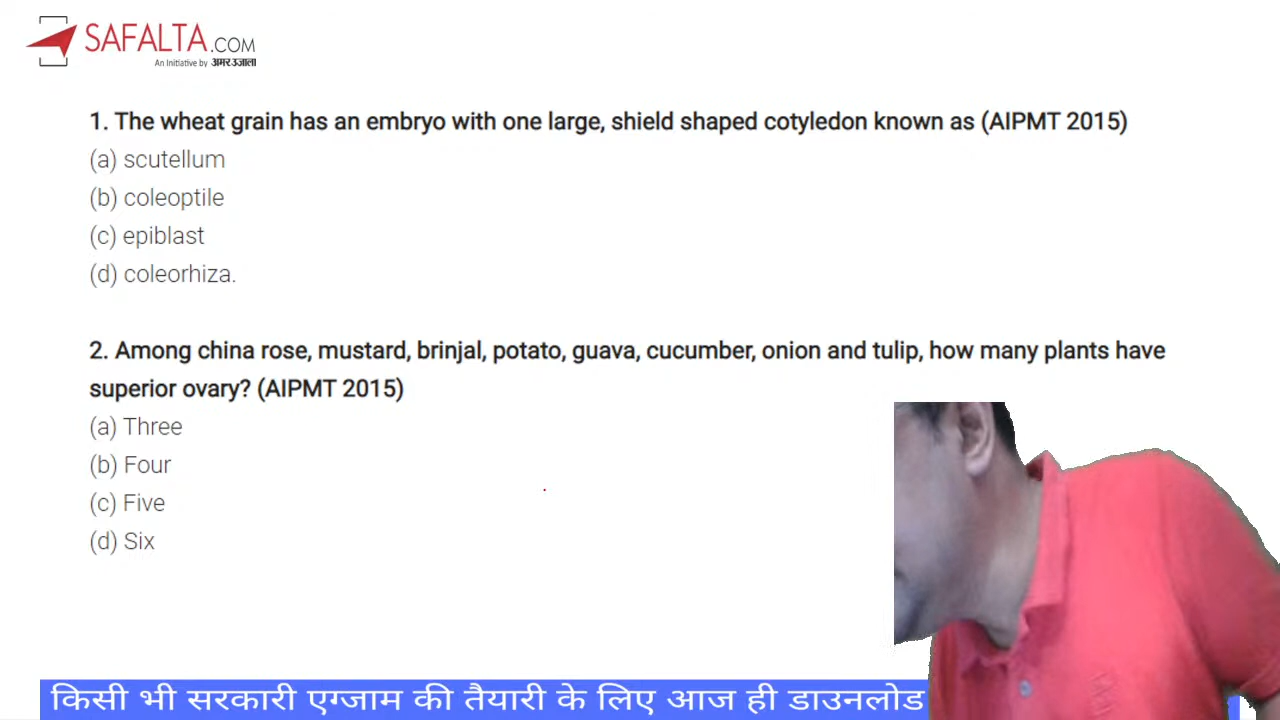 SAFALTA.COM
An Initiative by अमर उजाला
1. The wheat grain has an embryo with one large, shield shaped cotyledon known as (AIPMT 2015)
(a) scutellum
(b) coleoptile
(c) epiblast
(d) coleorhiza.
2. Among china rose, mustard, brinjal, potato, guava, cucumber, onion and tulip, how many plants have
superior ovary? (AIPMT 2015)
(a) Three
(b) Four
(c) Five
(d) Six
किसी भी सरकारी एग्जाम की तैयारी के लिए आज ही डाउनलोड